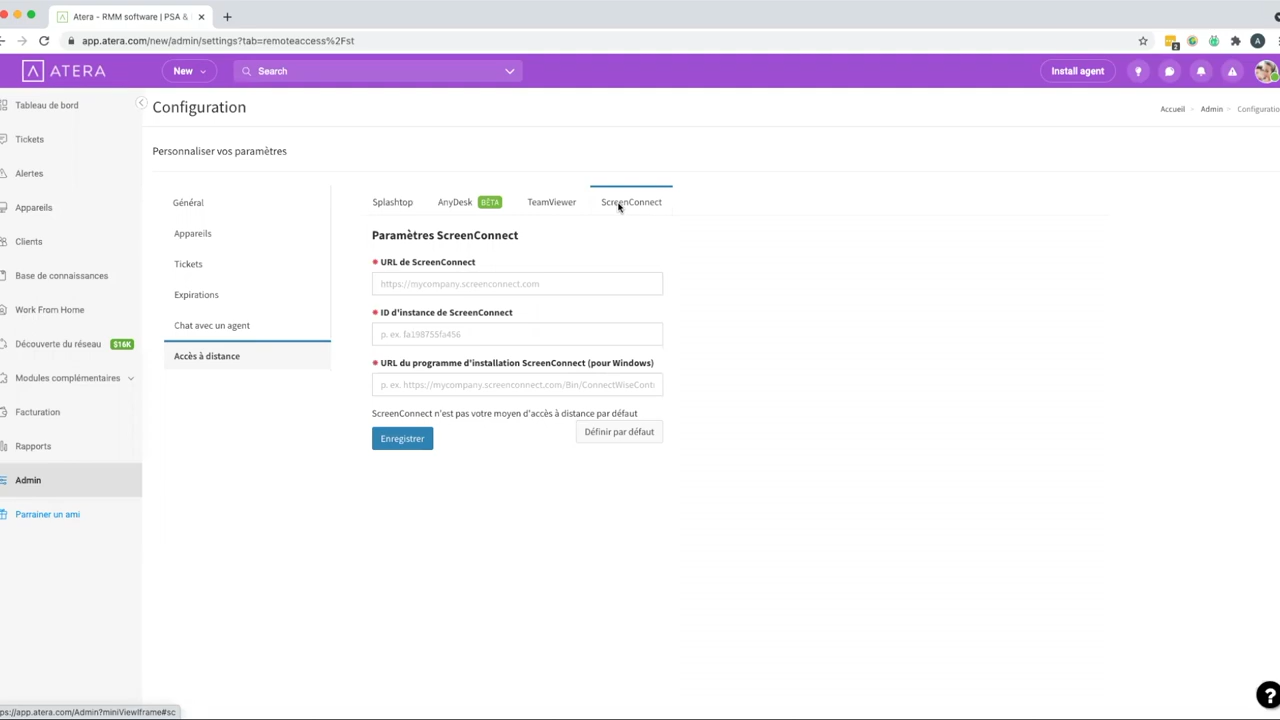 Atera - RMM software | PSA &
app.atera.com/new/admin/settings?tab=remoteaccess%2Fst
2
A
ATERA
New
Search
Install agent
Tableau de bord
Tickets
Alertes
Appareils
Clients
Base de connaissances
Work From Home
Découverte du réseau $16K
Modules complémentaires
Facturation
Rapports
Admin
Parrainer un ami
Configuration
Accueil > Admin > Configuratio
Personnaliser vos paramètres
Général
Appareils
Tickets
Expirations
Chat avec un agent
Accès à distance
Splashtop AnyDesk BÊTA TeamViewer ScreenConnect
Paramètres ScreenConnect
* URL de ScreenConnect
https://mycompany.screenconnect.com
* ID d'instance de ScreenConnect
p. ex. fa198755fa456
* URL du programme d'installation ScreenConnect (pour Windows)
p. ex. https://mycompany.screenconnect.com/Bin/ConnectWiseCont
ScreenConnect n'est pas votre moyen d'accès à distance par défaut
Définir par défaut
Enregistrer
?
ps://app.atera.com/Admin?miniViewIframe#sc